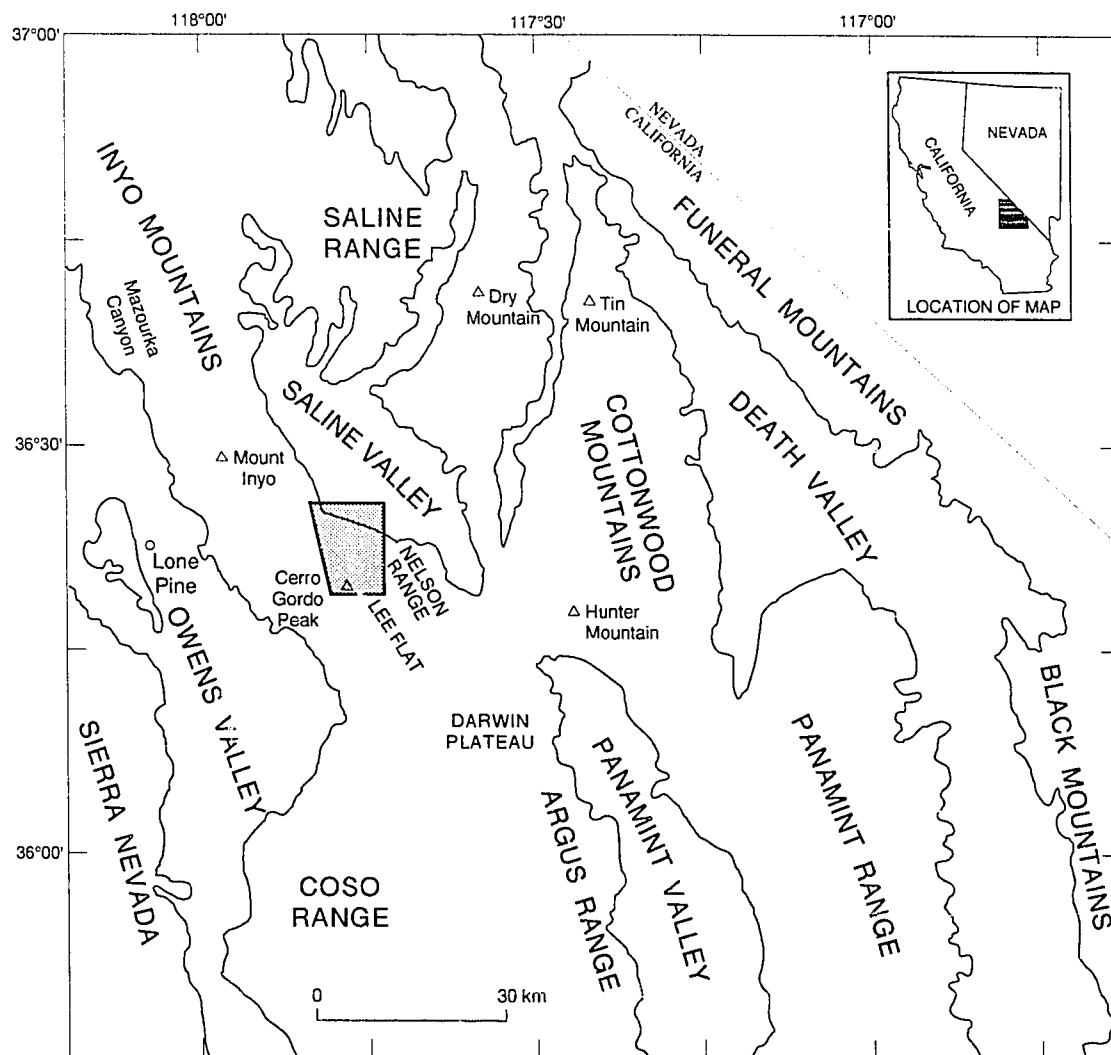 118°00'
117°30'
117°00'
37°00'
36°30'
36°00'
NEVADA
CALIFORNIA
NEVADA
CALIFORNIA
LOCATION OF MAP
INYO MOUNTAINS
Mazourka
Canyon
SALINE
RANGE
Dry
Mountain
Tin
Mountain
FUNERAL MOUNTAINS
SALINE VALLEY
Mount
Inyo
COTTONWOOD
MOUNTAINS
DEATH VALLEY
Lone
Pine
Cerro
Gordo
Peak
NELSON
RANGE
LEE FLAT
Hunter
Mountain
OWENS VALLEY
SIERRA NEVADA
DARWIN
PLATEAU
PANAMINT VALLEY
ARGUS RANGE
PANAMINT RANGE
BLACK MOUNTAINS
COSO
RANGE
0 30 km